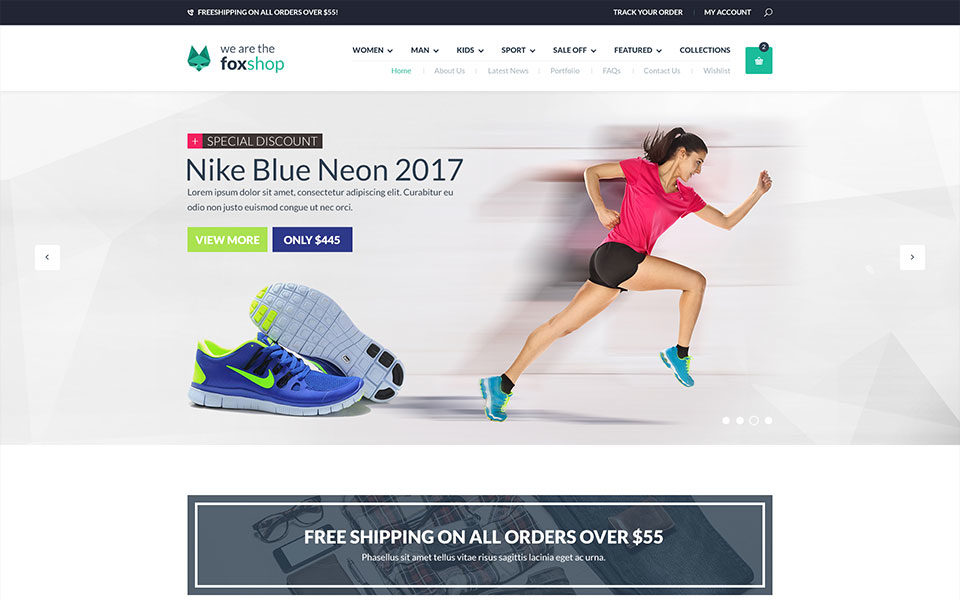 FREESHIPPING ON ALL ORDERS OVER $55!
TRACK YOUR ORDER
MY ACCOUNT
we are the
foxshop
WOMEN
MAN
KIDS
SPORT
SALE OFF
FEATURED
COLLECTIONS
2
Home
About Us
Latest News
Portfolio
FAQs
Contact Us
Wishlist
+ SPECIAL DISCOUNT
Nike Blue Neon 2017
Lorem ipsum dolor sit amet, consectetur adipiscing elit. Curabitur eu
odio non justo euismod congue ut nec orci.
VIEW MORE
ONLY $445
FREE SHIPPING ON ALL ORDERS OVER $55
Phasellus sit amet tellus vitae risus sagittis lacinia eget ac urna.